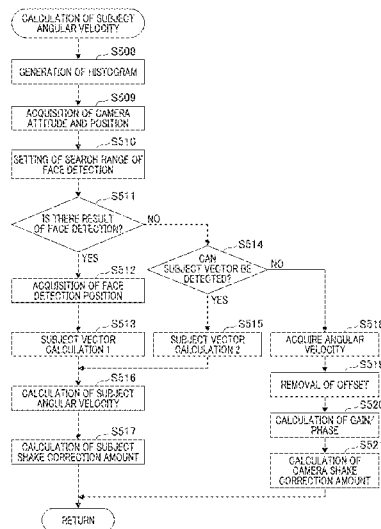 CALCULATION OF SUBJECT
ANGULAR VELOCITY
S508
GENERATION OF HISTOGRAM
S509
ACQUISITION OF CAMERA
ATTITUDE AND POSITION
S510
SETTING OF SEARCH RANGE OF
FACE DETECTION
S511
IS THERE RESULT
OF FACE DETECTION?
NO
YES
S514
CAN
SUBJECT VECTOR BE
DETECTED?
NO
YES
S512
ACQUISITION OF FACE
DETECTION POSITION
S513
SUBJECT VECTOR
CALCULATION 1
S515
SUBJECT VECTOR
CALCULATION 2
S518
ACQUIRE ANGULAR
VELOCITY
S516
CALCULATION OF SUBJECT
ANGULAR VELOCITY
S519
REMOVAL OF OFFSET
S520
CALCULATION OF GAIN/
PHASE
S517
CALCULATION OF SUBJECT
SHAKE CORRECTION AMOUNT
S52
CALCULATION OF
CAMERA SHAKE
CORRECTION AMOUNT
RETURN